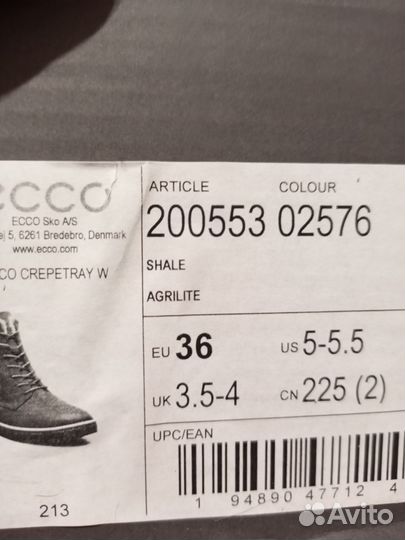 ecco
ECCO Sko A/S
ej 5, 6261 Bredebro, Denmark
www.ecco.com
CO CREPETRAY W
213
ARTICLE COLOUR
200553 02576
SHALE
AGRILITE
EU 36 US 5-5.5
UK 3.5-4 CN 225 (2)
UPC/EAN
1 94890 47712 4
Avito